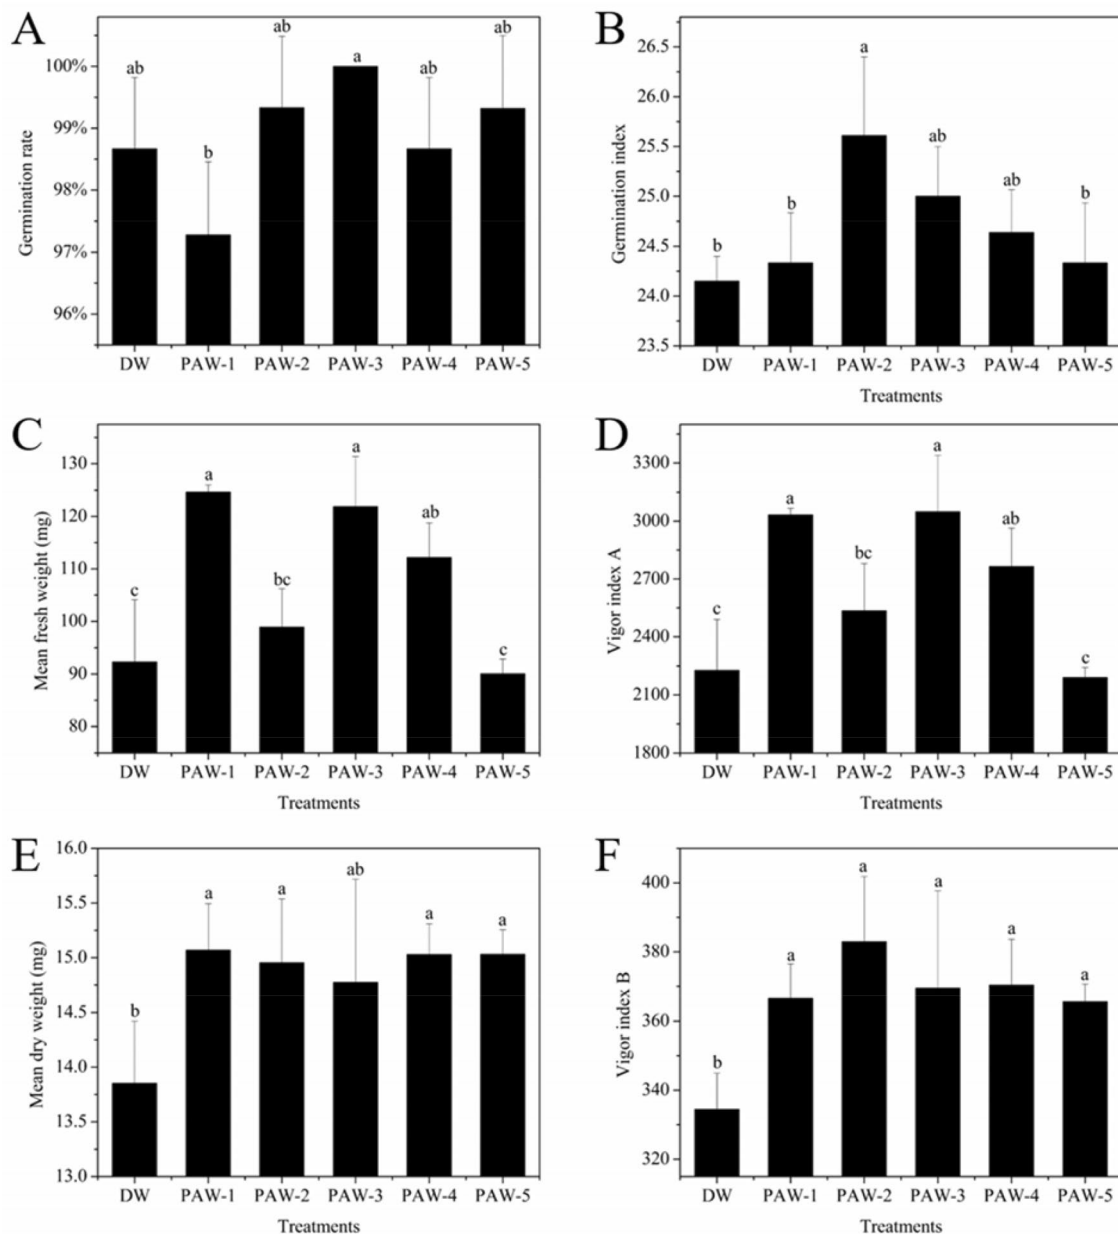 A
Germination rate
100%
99%
98%
97%
96%
ab
b
ab
a
ab
ab
DW PAW-1 PAW-2 PAW-3 PAW-4 PAW-5
B
Germination index
26.5
26.0
25.5
25.0
24.5
24.0
23.5
b
b
a
ab
ab
b
DW PAW-1 PAW-2 PAW-3 PAW-4 PAW-5
Treatments
C
Mean fresh weight (mg)
130
120
110
100
90
80
c
a
bc
a
ab
c
DW PAW-1 PAW-2 PAW-3 PAW-4 PAW-5
Treatments
D
Vigor index A
3300
3000
2700
2400
2200
2100
1800
c
a
bc
a
ab
c
DW PAW-1 PAW-2 PAW-3 PAW-4 PAW-5
Treatments
E
Mean dry weight (mg)
16.0
15.5
15.0
14.5
14.0
13.5
13.0
b
a
a
ab
a
a
DW PAW-1 PAW-2 PAW-3 PAW-4 PAW-5
Treatments
F
Vigor index B
400
380
360
340
320
b
a
a
a
a
a
DW PAW-1 PAW-2 PAW-3 PAW-4 PAW-5
Treatments